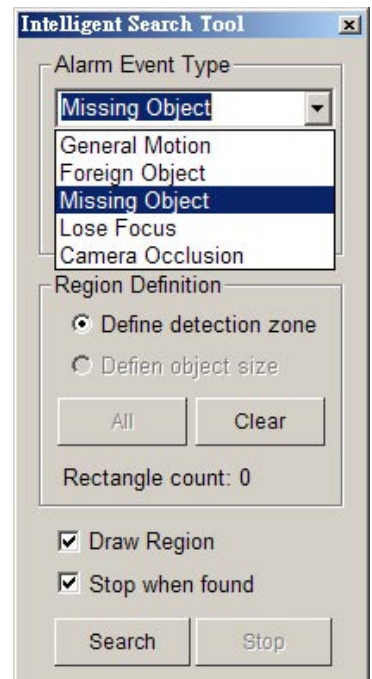 Intelligent Search Tool
Alarm Event Type
Missing Object
General Motion
Foreign Object
Missing Object
Lose Focus
Camera Occlusion
Region Definition
Define detection zone
Defien object size
All Clear
Rectangle count: 0
Draw Region
Stop when found
Search Stop